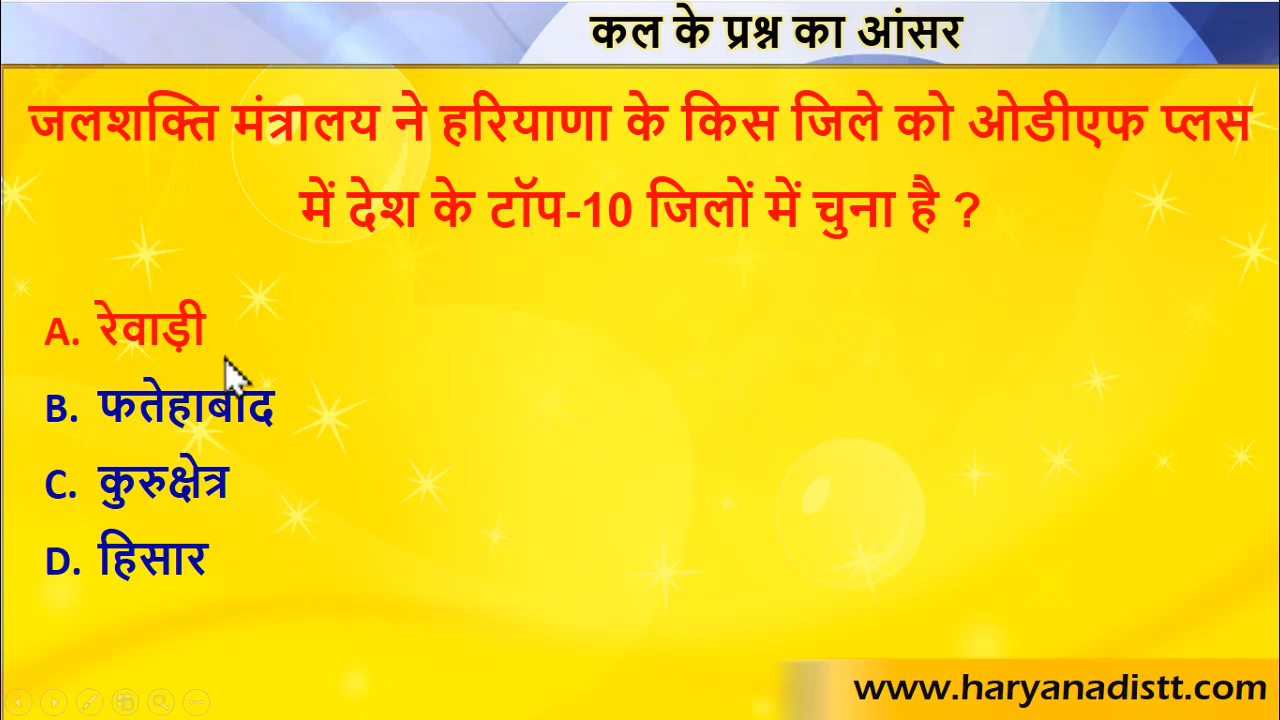 कल के प्रश्न का आंसर
जलशक्ति मंत्रालय ने हरियाणा के किस जिले को ओडीएफ प्लस
में देश के टॉप-10 जिलों में चुना है ?
A. रेवाड़ी
B. फतेहाबाद
C. कुरुक्षेत्र
D. हिसार
www.haryanadistt.com